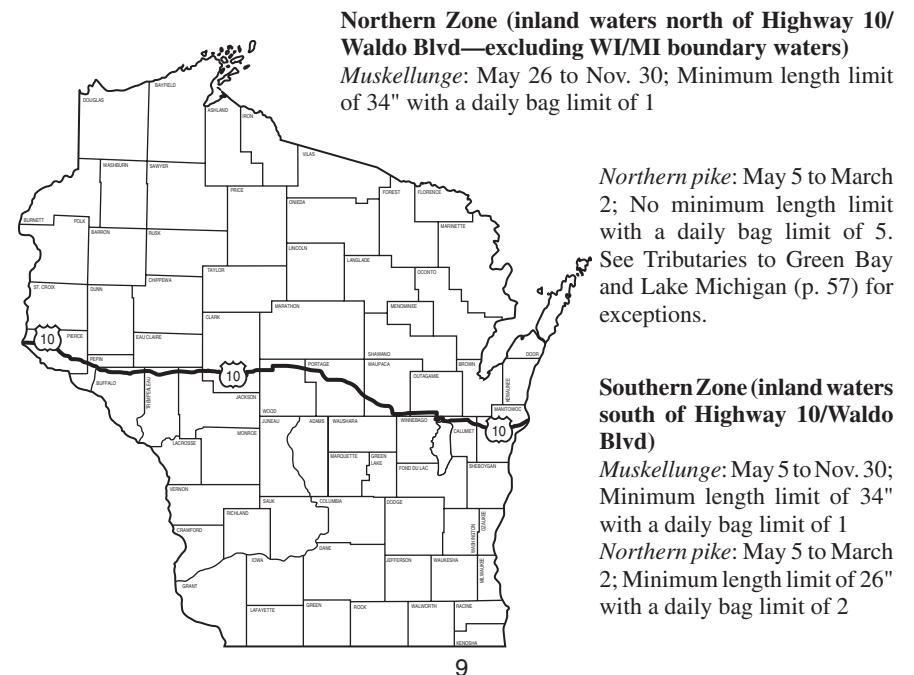 Northern Zone (inland waters north of Highway 10/
Waldo Blvd—excluding WI/MI boundary waters)
Muskellunge: May 26 to Nov. 30; Minimum length limit
of 34" with a daily bag limit of 1
Northern pike: May 5 to March
2; No minimum length limit
with a daily bag limit of 5.
See Tributaries to Green Bay
and Lake Michigan (p. 57) for
exceptions.
Southern Zone (inland waters
south of Highway 10/Waldo
Blvd)
Muskellunge: May 5 to Nov. 30;
Minimum length limit of 34"
with a daily bag limit of 1
Northern pike: May 5 to March
2; Minimum length limit of 26"
with a daily bag limit of 2
DOUGLAS
BAYFIELD
ASHLAND
IRON
VILAS
WASHBURN
SAWYER
PRICE
ONEIDA
FOREST
FLORENCE
MARINETTE
BURNETT
POLK
BARRON
RUSK
LINCOLN
LANGLADE
OCONTO
TAYLOR
CHIPPEWA
ST. CROIX
DUNN
MARATHON
MENOMINEE
CLARK
10
PIERCE
EAU CLAIRE
PEPIN
SHAWANO
DOOR
PORTAGE
WAUPACA
BROWN
10
OUTAGAMIE
KEWAUNEE
BUFFALO
TREMPEALEAU
JACKSON
WOOD
MANITOWOC
JUNEAU
ADAMS
WAUSHARA
WINNEBAGO
CALUMET
10
MONROE
LACROSSE
MARQUETTE
GREEN
LAKE
FOND DU LAC
SHEBOYGAN
VERNON
SAUK
COLUMBIA
DODGE
RICHLAND
WASHINGTON
OZAUKEE
CRAWFORD
DANE
IOWA
JEFFERSON
WAUKESHA
MILWAUKEE
GRANT
LAFAYETTE
GREEN
ROCK
WALWORTH
RACINE
KENOSHA
9